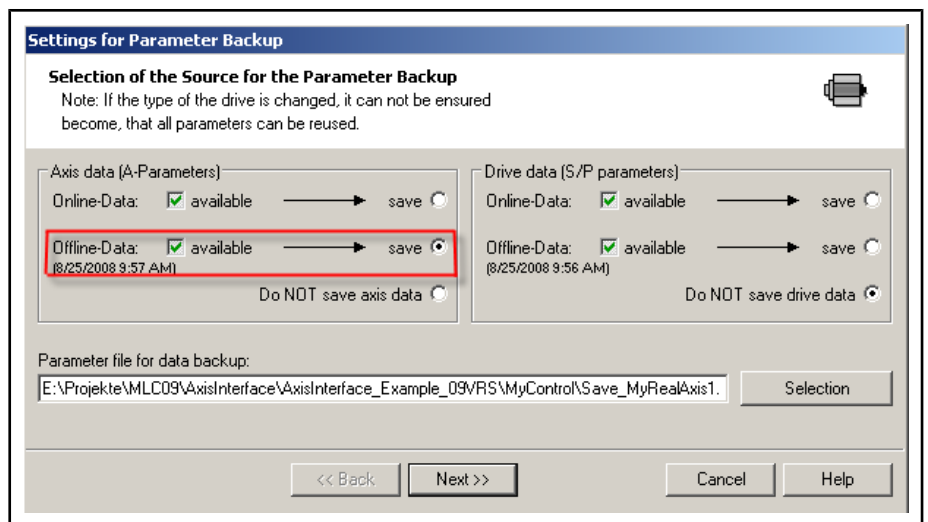 Settings for Parameter Backup
Selection of the Source for the Parameter Backup
Note: If the type of the drive is changed, it can not be ensured
become, that all parameters can be reused.
Axis data (A-Parameters)
Online-Data: available save
Offline-Data: available save
(8/25/2008 9:57 AM)
Do NOT save axis data
Drive data (S/P parameters)
Online-Data: available save
Offline-Data: available save
(8/25/2008 9:56 AM)
Do NOT save drive data
Parameter file for data backup:
E:\Projekte\MLC09\AxisInterface\AxisInterface_Example_09VRS\MyControl\Save_MyRealAxis1.
Selection
<< Back
Next >>
Cancel
Help